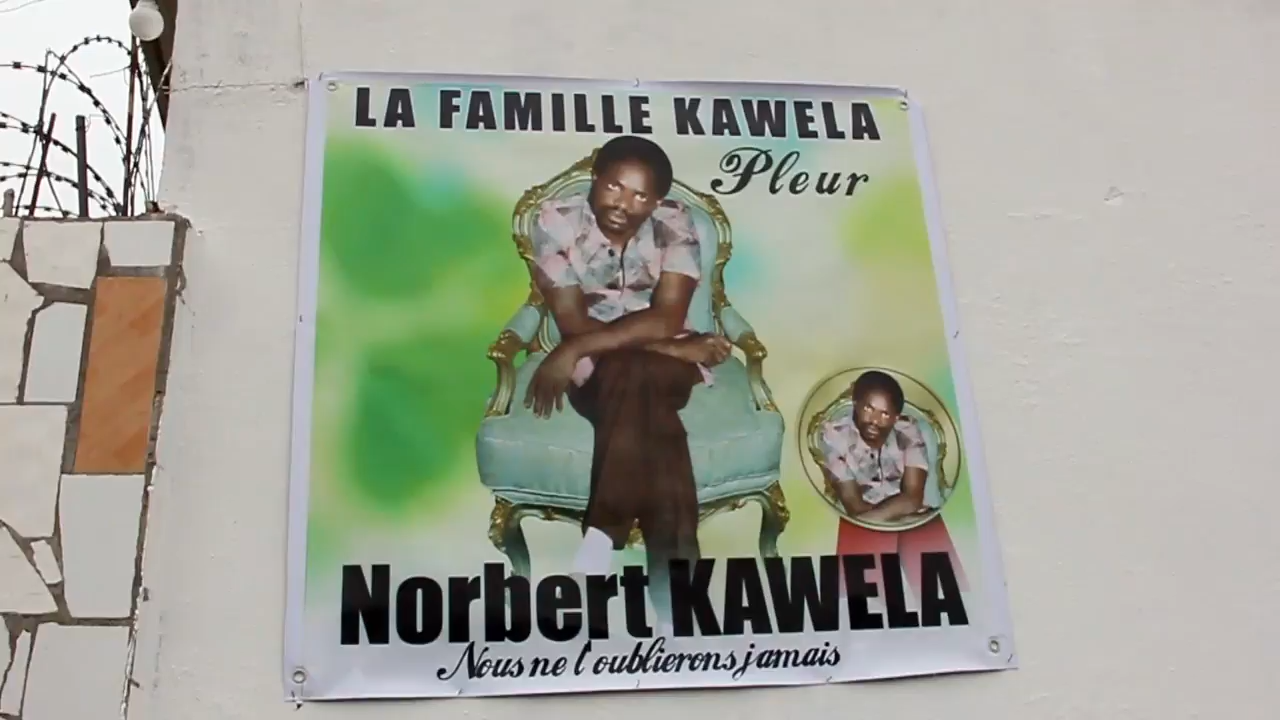 LA FAMILLE KAWELA
Pleur
Norbert KAWELA
Nous ne l'oublierons jamais